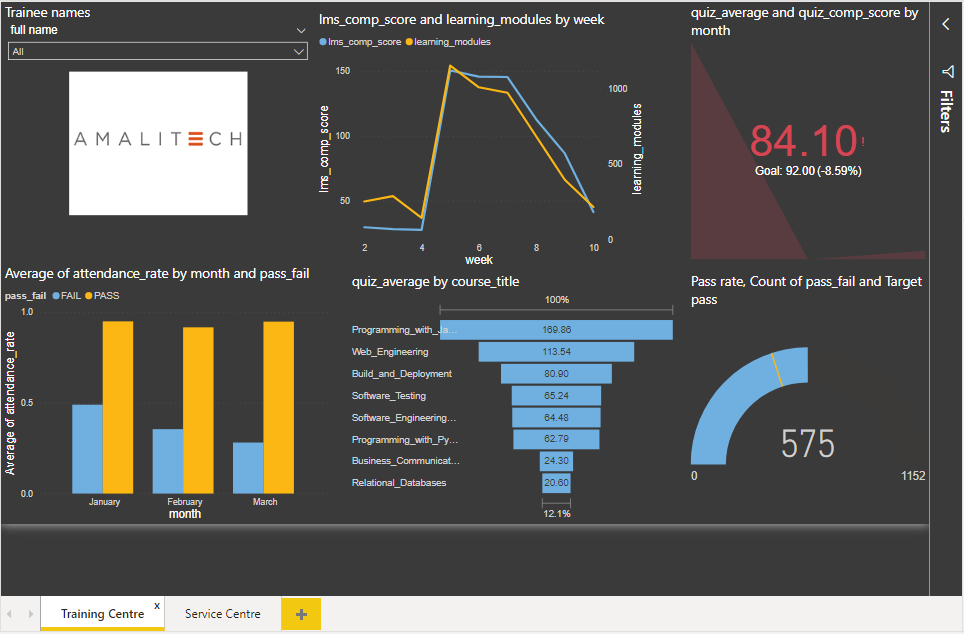 Trainee names
full name
All
AMALITECH
lms_comp_score and learning_modules by week
lms_comp_score learning_modules
150
100
50
lms_comp_score
1000
500
0
learning_modules
2 4 6 8 10
week
quiz_average and quiz_comp_score by
month
84.10!
Goal: 92.00 (-8.59%)
Filters
Average of attendance_rate by month and pass_fail
pass_fail FAIL PASS
1.0
0.5
0.0
Average of attendance_rate
January February March
month
quiz_average by course_title
100%
Programming_with_Ja... 169.86
Web_Engineering 113.54
Build_and_Deployment 80.90
Software_Testing 65.24
Software_Engineering... 64.48
Programming_with_Py... 62.79
Business_Communicat... 24.30
Relational_Databases 20.60
12.1%
Pass rate, Count of pass_fail and Target
pass
575
0 1152
Training Centre x
Service Centre
+